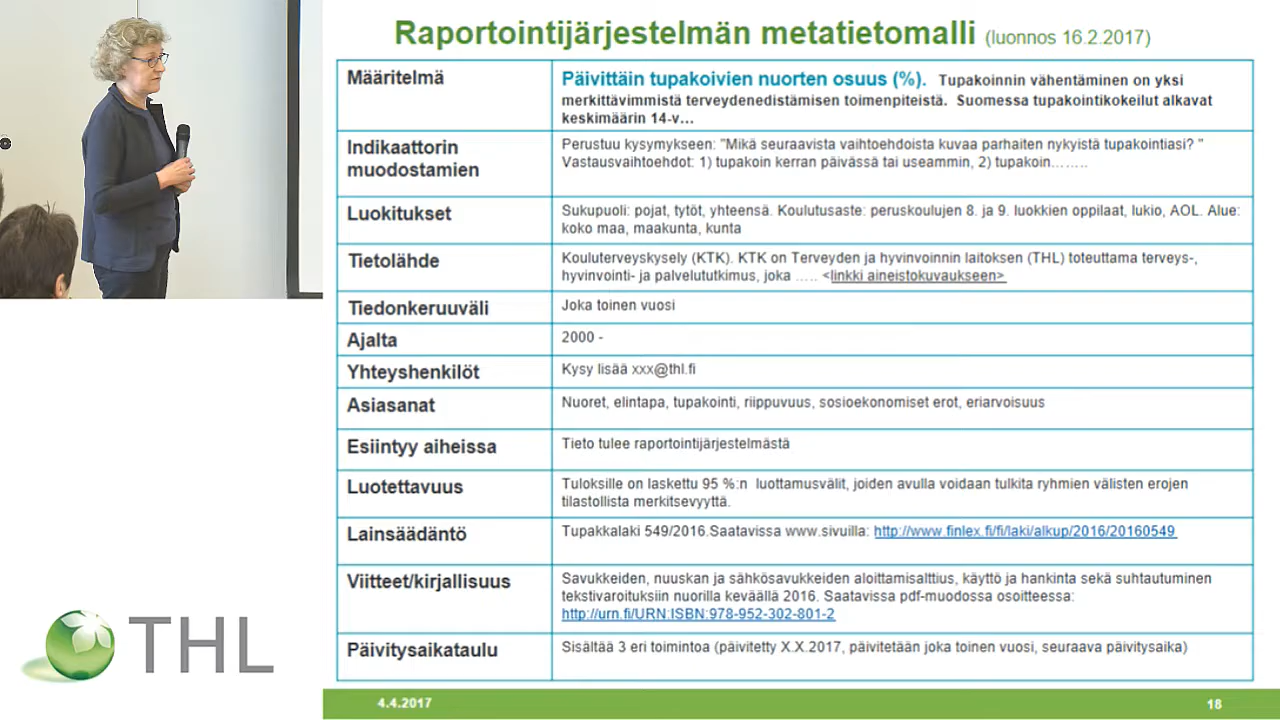 Raportointijärjestelmän metatietomalli (luonnos 16.2.2017)
Määritelmä
Päivittäin tupakoivien nuorten osuus (%). Tupakoinnin vähentäminen on yksi
merkittävimmistä terveydenedistämisen toimenpiteistä. Suomessa tupakointikokeilut alkavat
keskimäärin 14-v…
Indikaattorin
muodostamien
Perustuu kysymykseen: "Mikä seuraavista vaihtoehdoista kuvaa parhaiten nykyistä tupakointiasi? "
Vastausvaihtoehdot: 1) tupakoin kerran päivässä tai useammin, 2) tupakoin……..
Luokitukset
Sukupuoli: pojat, tytöt, yhteensä. Koulutusaste: peruskoulujen 8. ja 9. luokkien oppilaat, lukio, AOL. Alue:
koko maa, maakunta, kunta
Tietolähde
Kouluterveyskysely (KTK). KTK on Terveyden ja hyvinvoinnin laitoksen (THL) toteuttama terveys-,
hyvinvointi- ja palvelututkimus, joka ….. <linkki aineistokuvaukseen>
Tiedonkeruuväli
Joka toinen vuosi
Ajalta
2000 -
Yhteyshenkilöt
Kysy lisää xxx@thl.fi
Asiasanat
Nuoret, elintapa, tupakointi, riippuvuus, sosioekonomiset erot, eriarvoisuus
Esiintyy aiheissa
Tieto tulee raportointijärjestelmästä
Luotettavuus
Tuloksille on laskettu 95 %:n luottamusvälit, joiden avulla voidaan tulkita ryhmien välisten erojen
tilastollista merkitsevyyttä.
Lainsäädäntö
Tupakkalaki 549/2016.Saatavissa www.sivuilla: http://www.finlex.fi/fi/laki/alkup/2016/20160549
Viitteet/kirjallisuus
Savukkeiden, nuuskan ja sähkösavukkeiden aloittamisalttius, käyttö ja hankinta sekä suhtautuminen
tekstivaroituksiin nuorilla keväällä 2016. Saatavissa pdf-muodossa osoitteessa:
http://urn.fi/URN:ISBN:978-952-302-801-2
Päivitysaikataulu
Sisältää 3 eri toimintoa (päivitetty X.X.2017, päivitetään joka toinen vuosi, seuraava päivitysaika)
THL
4.4.2017
18